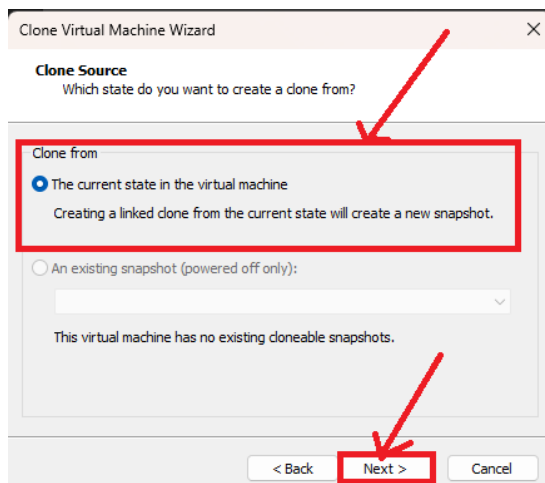 Clone Virtual Machine Wizard
Clone Source
Which state do you want to create a clone from?
Clone from
The current state in the virtual machine
Creating a linked clone from the current state will create a new snapshot.
An existing snapshot (powered off only):
This virtual machine has no existing cloneable snapshots.
< Back Next > Cancel